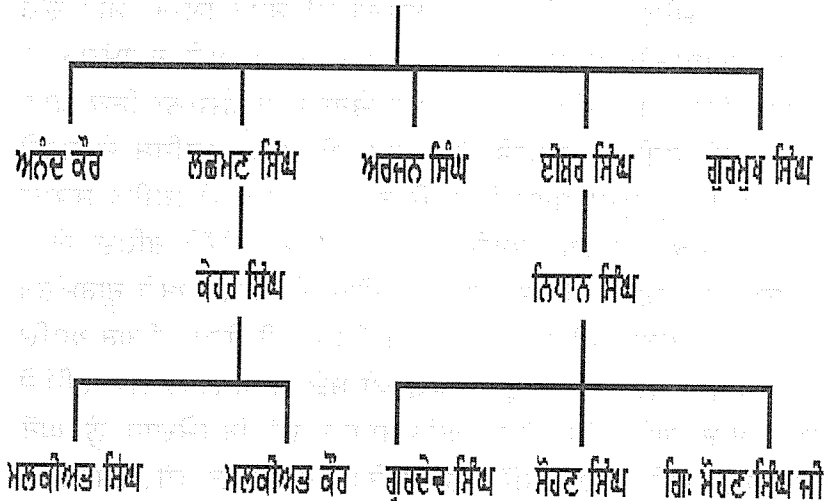 ਅਨੰਦ ਕੌਰ ਲਛਮਣ ਸਿੰਘ ਅਰਜਨ ਸਿੰਘ ਈਸ਼ਰ ਸਿੰਘ ਗੁਰਮੁਖ ਸਿੰਘ
ਕੇਹਰ ਸਿੰਘ ਨਿਧਾਨ ਸਿੰਘ
ਮਲਕੀਅਤ ਸਿੰਘ ਮਲਕੀਅਤ ਕੌਰ ਗੁਰਦੇਵ ਸਿੰਘ ਸੋਹਣ ਸਿੰਘ ਗਿ: ਮੋਹਣ ਸਿੰਘ ਜੀ